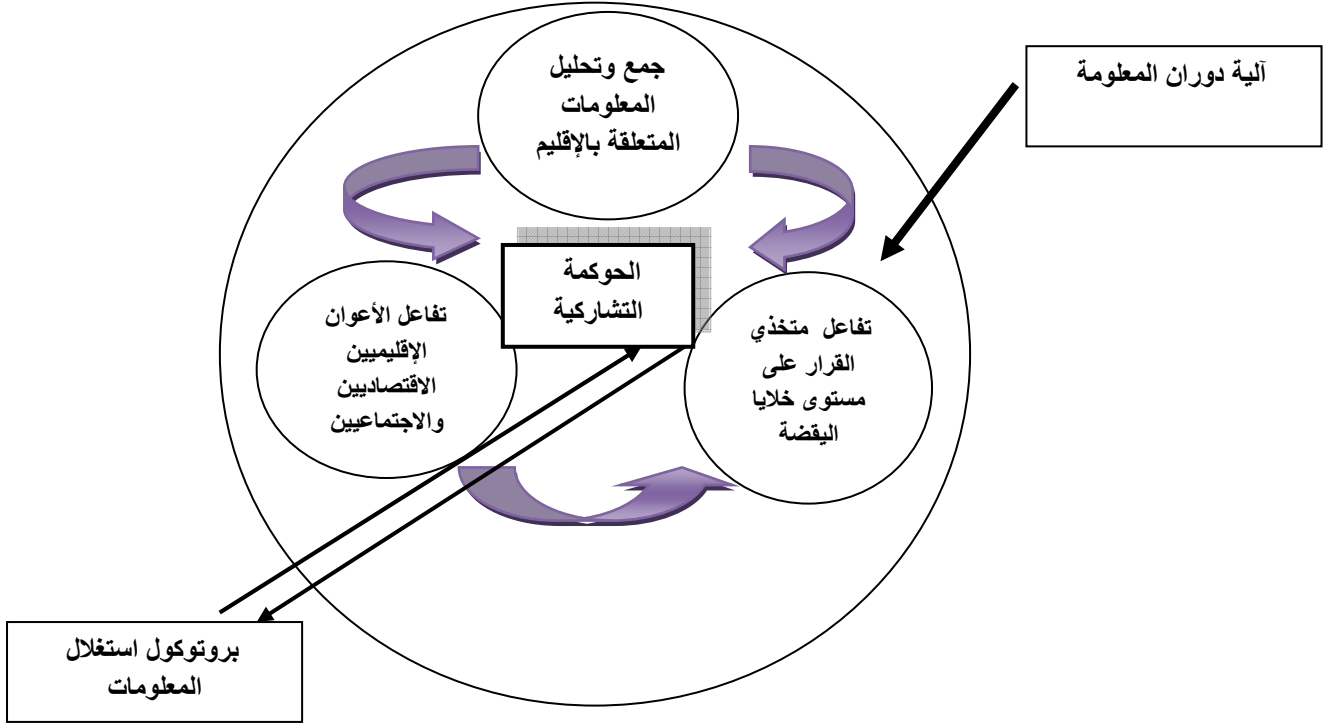 جمع وتحليل
المعلومات
المتعلقة بالإقليم
آلية دوران المعلومة
الحوكمة
التشاركية
تفاعل متخذي
القرار على
مستوى خلايا
اليقضة
تفاعل الأعوان
الإقليميين
الاقتصاديين
والاجتماعيين
بروتوكول استغلال
المعلومات